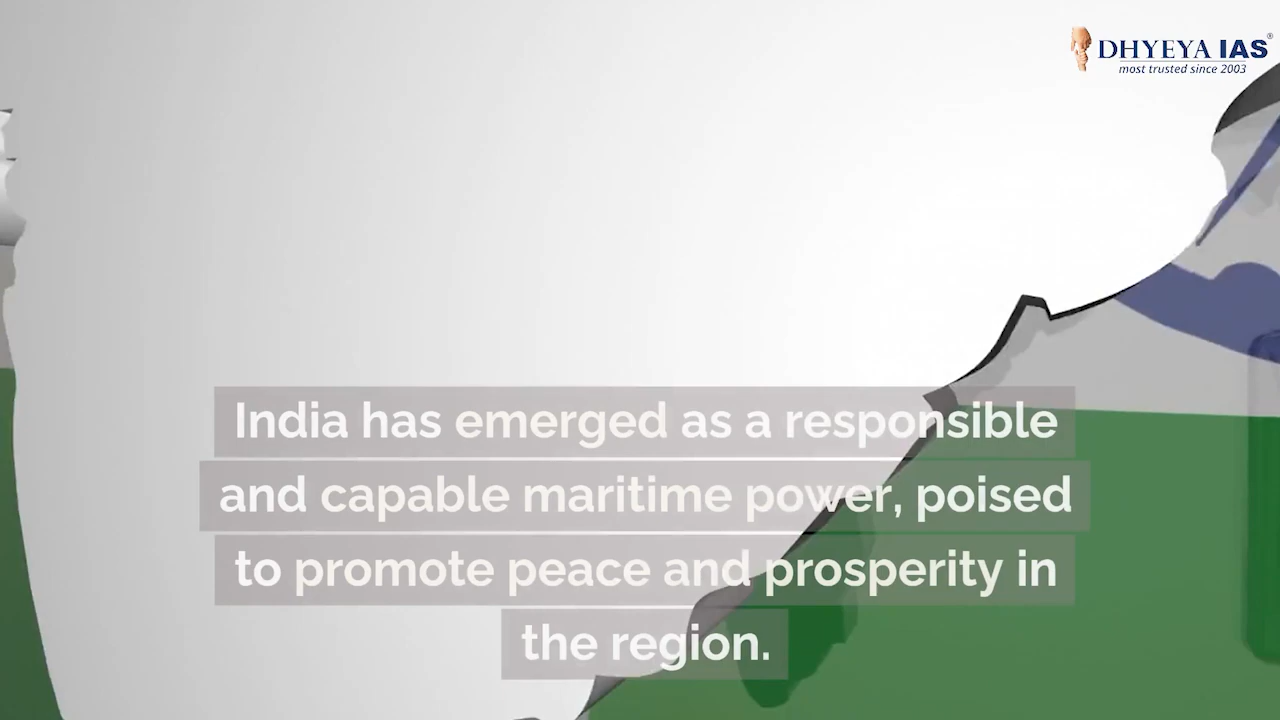 DHYEYA IAS®
most trusted since 2003
India has emerged as a responsible
and capable maritime power, poised
to promote peace and prosperity in
the region.